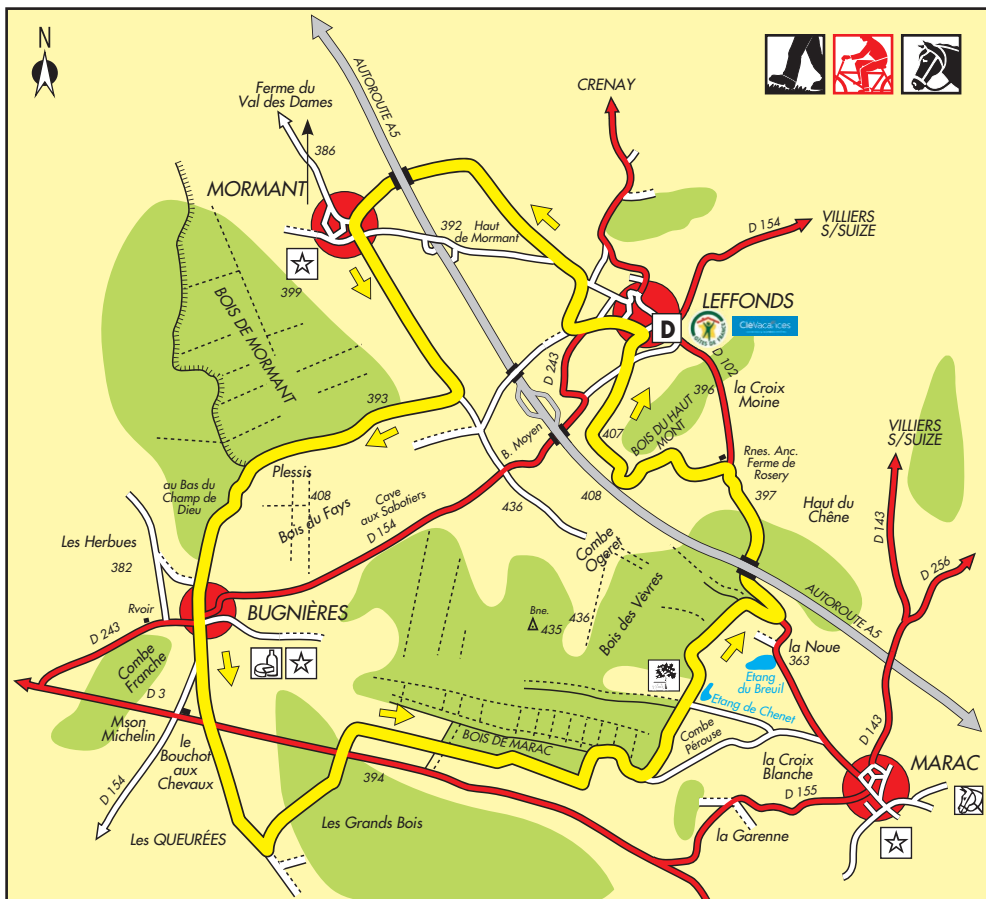 N
Ferme du
Val des Dames
AUTOROUTE A5
CRENAY
386
MORMANT
392
Haut
de Mormant
D 154
VILLIERS
S/SUIZE
399
BOIS DE MORMANT
LEFFONDS
D
GÎTES DE FRANCE
Clévacances
D 243
D 102
396
la Croix
Moine
393
BOIS DU HAUT
MONT
407
VILLIERS
S/SUIZE
B. Moyen
Rnes. Anc.
Ferme de
Rosery
397
Plessis
408
au Bas du
Champ de
Dieu
Bois du Fays
Cave
aux Sabotiers
D 154
436
408
Haut du
Chêne
D 143
Les Herbues
382
Combe
Ogeret
D 256
Rvoir
BUGNIÈRES
Bne.
435
436
Bois des Vèvres
AUTOROUTE A5
D 243
Combe
Franche
la Noue
363
Etang
du Breuil
Etang de Chenet
D 3
Mson
Michelin
le
Bouchot
aux
Chevaux
BOIS DE MARAC
Combe
Pérouse
D 143
D 154
394
la Croix
Blanche
MARAC
D 155
Les QUEURÉES
Les Grands Bois
la Garenne